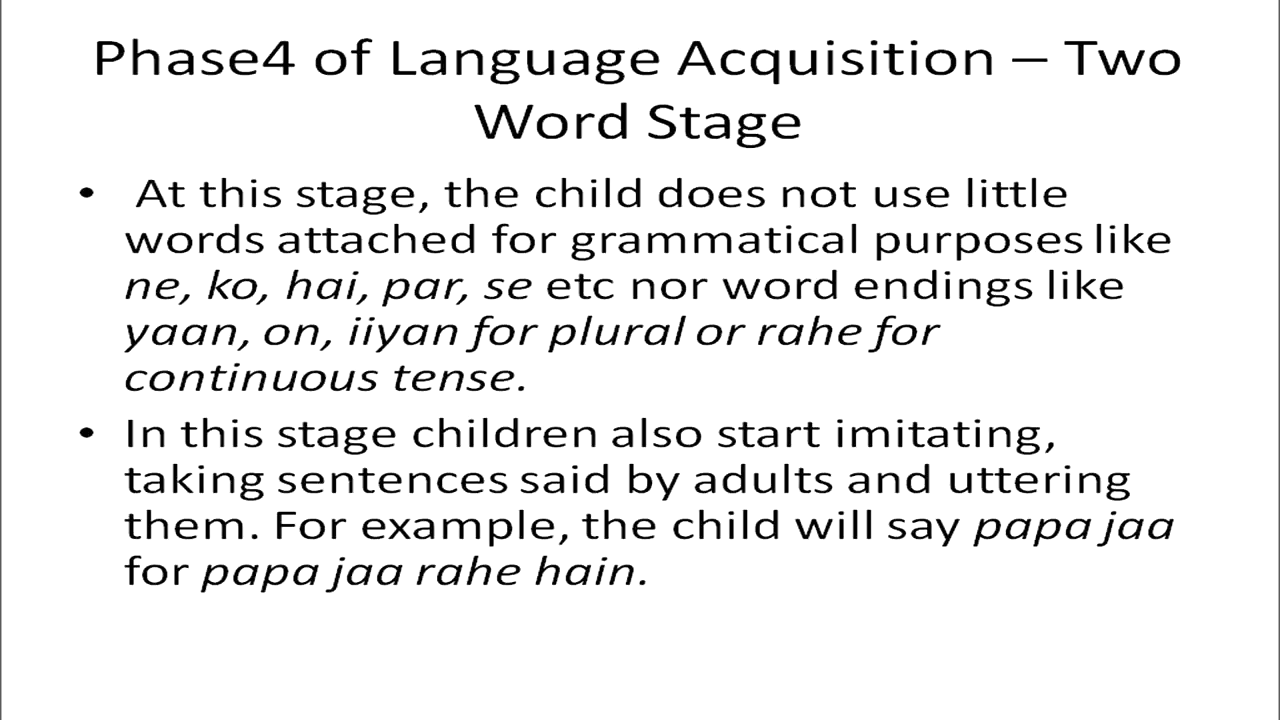 Phase4 of Language Acquisition – Two
Word Stage
• At this stage, the child does not use little
words attached for grammatical purposes like
ne, ko, hai, par, se etc nor word endings like
yaan, on, iiyan for plural or rahe for
continuous tense.
• In this stage children also start imitating,
taking sentences said by adults and uttering
them. For example, the child will say papa jaa
for papa jaa rahe hain.